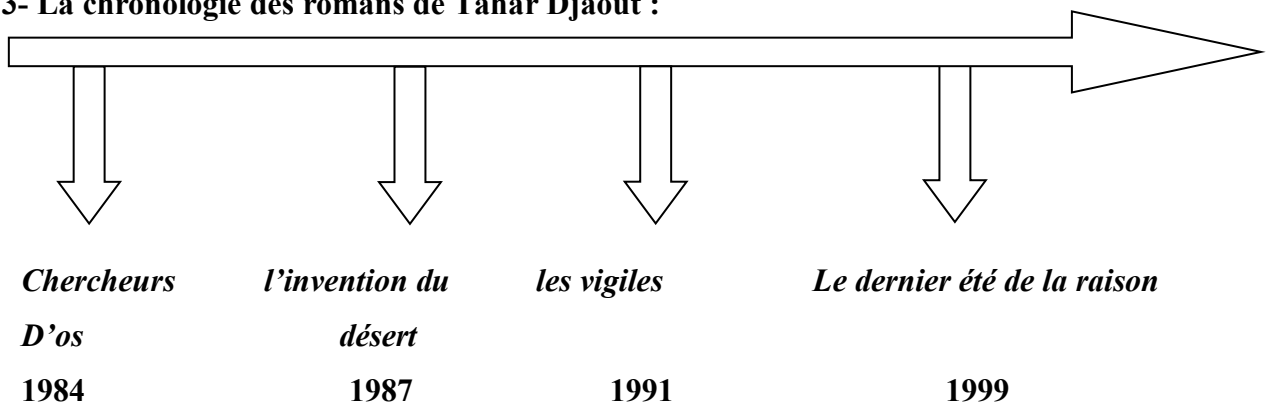 3- La chronologie des romans de Tahar Djaout :
Chercheurs l’invention du les vigiles Le dernier été de la raison
D’os désert
1984 1987 1991 1999